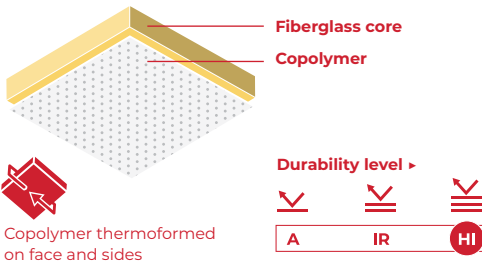 Fiberglass core
Copolymer
Durability level ▸
A IR HI
Copolymer thermoformed
on face and sides